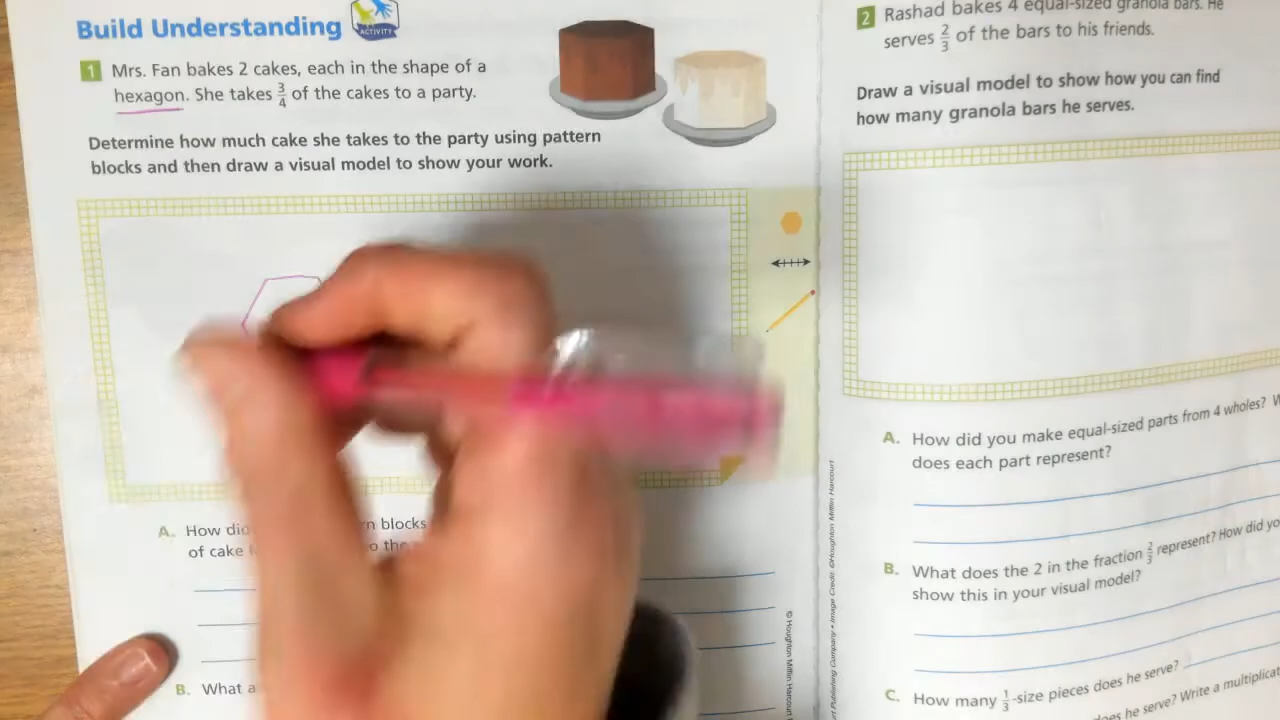 Build Understanding
ACTIVITY
1 Mrs. Fan bakes 2 cakes, each in the shape of a
hexagon. She takes 3/4 of the cakes to a party.
Determine how much cake she takes to the party using pattern
blocks and then draw a visual model to show your work.
A. How did
n blocks
of cake
o the
B. What a
© Houghton Mifflin Harcourt
2 Rashad bakes 4 equal-sized granola bars. He
serves 2/3 of the bars to his friends.
Draw a visual model to show how you can find
how many granola bars he serves.
A. How did you make equal-sized parts from 4 wholes? W
does each part represent?
B. What does the 2 in the fraction 2/3 represent? How did yo
show this in your visual model?
C. How many 1/3-size pieces does he serve?
does he serve? Write a multiplicat
rt Publishing Company • Image Credit: ©Houghton Mifflin Harcourt